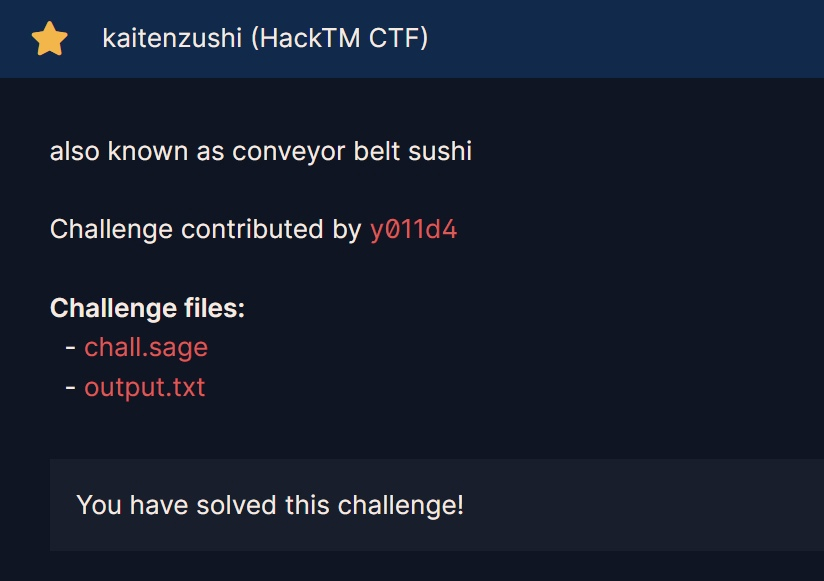 kaitenzushi (HackTM CTF)
also known as conveyor belt sushi
Challenge contributed by y011d4
Challenge files:
- chall.sage
- output.txt
You have solved this challenge!